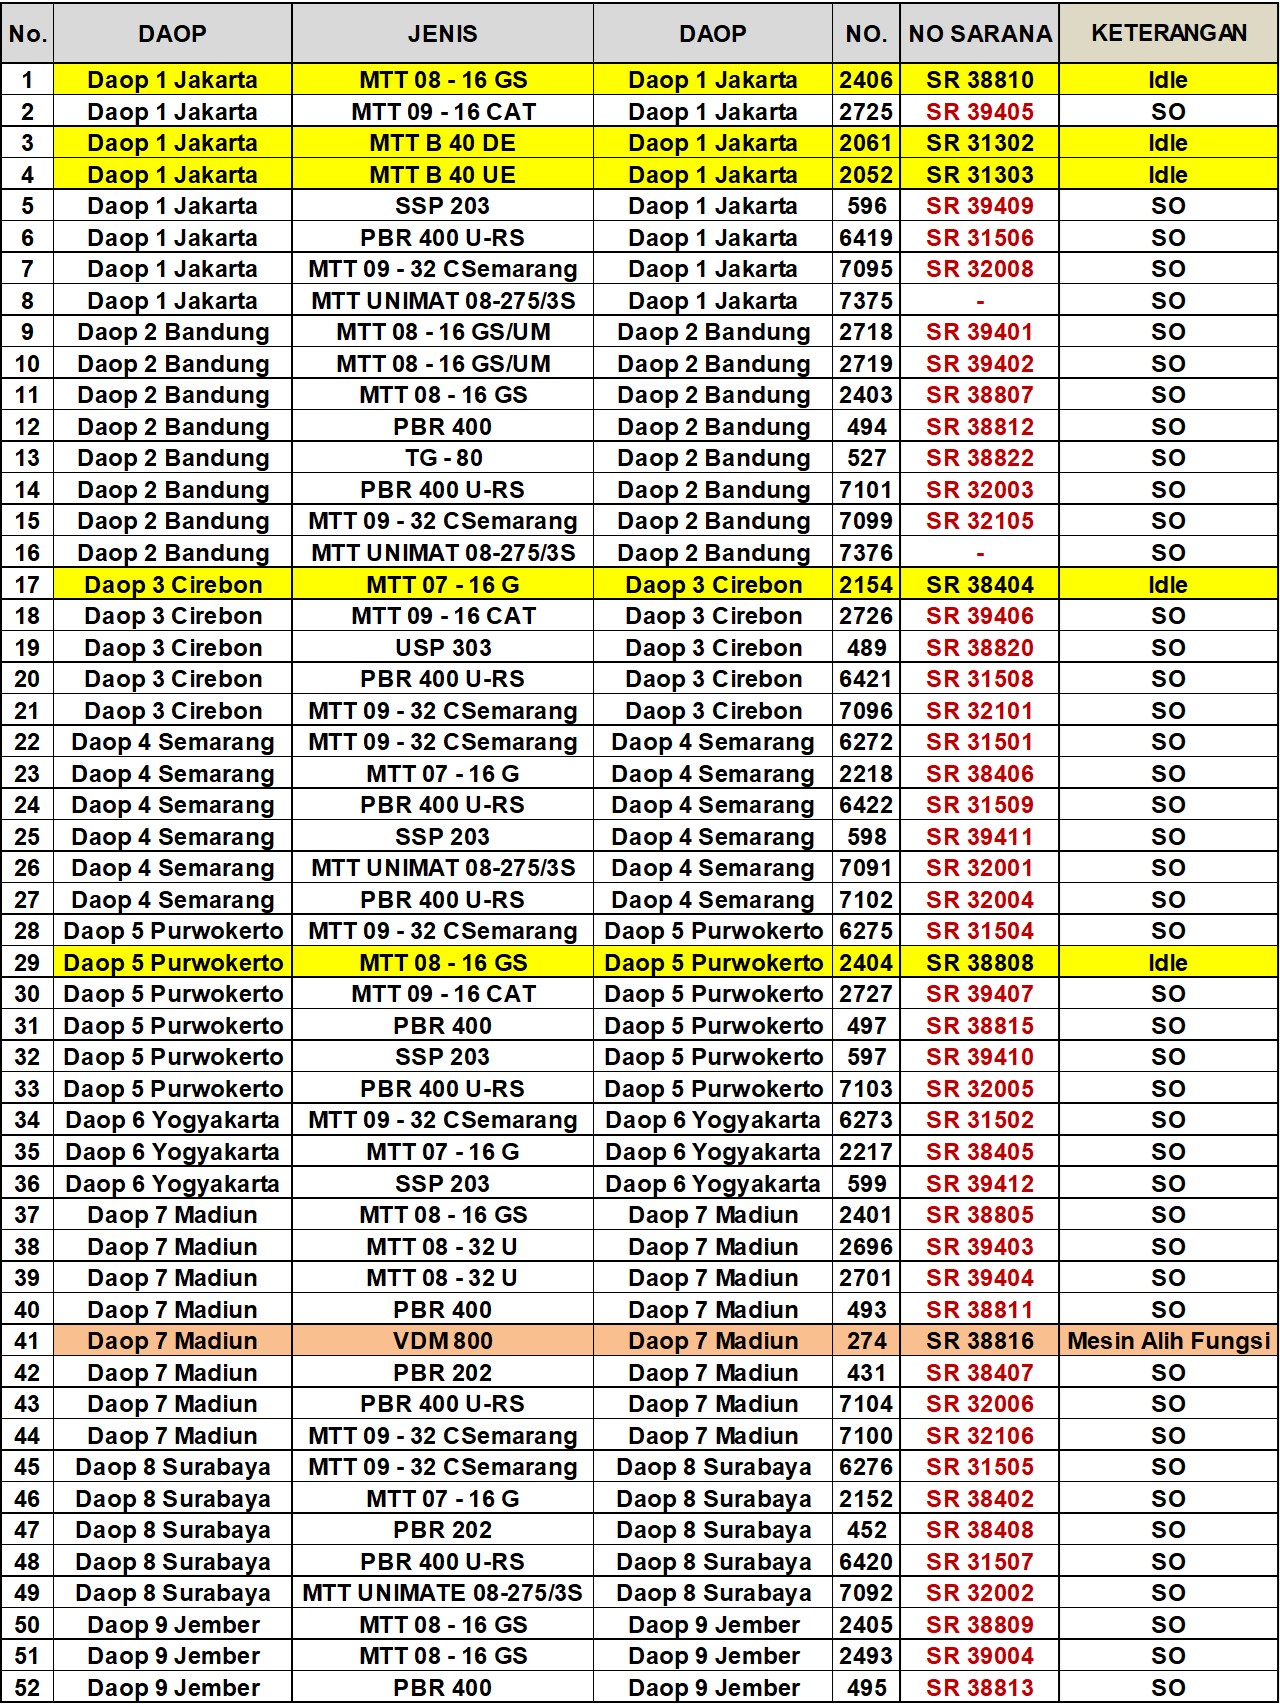 No. DAOP JENIS DAOP NO. NO SARANA KETERANGAN
1 Daop 1 Jakarta MTT 08 - 16 GS Daop 1 Jakarta 2406 SR 38810 Idle
2 Daop 1 Jakarta MTT 09 - 16 CAT Daop 1 Jakarta 2725 SR 39405 SO
3 Daop 1 Jakarta MTT B 40 DE Daop 1 Jakarta 2061 SR 31302 Idle
4 Daop 1 Jakarta MTT B 40 UE Daop 1 Jakarta 2052 SR 31303 Idle
5 Daop 1 Jakarta SSP 203 Daop 1 Jakarta 596 SR 39409 SO
6 Daop 1 Jakarta PBR 400 U-RS Daop 1 Jakarta 6419 SR 31506 SO
7 Daop 1 Jakarta MTT 09 - 32 CSemarang Daop 1 Jakarta 7095 SR 32008 SO
8 Daop 1 Jakarta MTT UNIMAT 08-275/3S Daop 1 Jakarta 7375 - SO
9 Daop 2 Bandung MTT 08 - 16 GS/UM Daop 2 Bandung 2718 SR 39401 SO
10 Daop 2 Bandung MTT 08 - 16 GS/UM Daop 2 Bandung 2719 SR 39402 SO
11 Daop 2 Bandung MTT 08 - 16 GS Daop 2 Bandung 2403 SR 38807 SO
12 Daop 2 Bandung PBR 400 Daop 2 Bandung 494 SR 38812 SO
13 Daop 2 Bandung TG - 80 Daop 2 Bandung 527 SR 38822 SO
14 Daop 2 Bandung PBR 400 U-RS Daop 2 Bandung 7101 SR 32003 SO
15 Daop 2 Bandung MTT 09 - 32 CSemarang Daop 2 Bandung 7099 SR 32105 SO
16 Daop 2 Bandung MTT UNIMAT 08-275/3S Daop 2 Bandung 7376 - SO
17 Daop 3 Cirebon MTT 07 - 16 G Daop 3 Cirebon 2154 SR 38404 Idle
18 Daop 3 Cirebon MTT 09 - 16 CAT Daop 3 Cirebon 2726 SR 39406 SO
19 Daop 3 Cirebon USP 303 Daop 3 Cirebon 489 SR 38820 SO
20 Daop 3 Cirebon PBR 400 U-RS Daop 3 Cirebon 6421 SR 31508 SO
21 Daop 3 Cirebon MTT 09 - 32 CSemarang Daop 3 Cirebon 7096 SR 32101 SO
22 Daop 4 Semarang MTT 09 - 32 CSemarang Daop 4 Semarang 6272 SR 31501 SO
23 Daop 4 Semarang MTT 07 - 16 G Daop 4 Semarang 2218 SR 38406 SO
24 Daop 4 Semarang PBR 400 U-RS Daop 4 Semarang 6422 SR 31509 SO
25 Daop 4 Semarang SSP 203 Daop 4 Semarang 598 SR 39411 SO
26 Daop 4 Semarang MTT UNIMAT 08-275/3S Daop 4 Semarang 7091 SR 32001 SO
27 Daop 4 Semarang PBR 400 U-RS Daop 4 Semarang 7102 SR 32004 SO
28 Daop 5 Purwokerto MTT 09 - 32 CSemarang Daop 5 Purwokerto 6275 SR 31504 SO
29 Daop 5 Purwokerto MTT 08 - 16 GS Daop 5 Purwokerto 2404 SR 38808 Idle
30 Daop 5 Purwokerto MTT 09 - 16 CAT Daop 5 Purwokerto 2727 SR 39407 SO
31 Daop 5 Purwokerto PBR 400 Daop 5 Purwokerto 497 SR 38815 SO
32 Daop 5 Purwokerto SSP 203 Daop 5 Purwokerto 597 SR 39410 SO
33 Daop 5 Purwokerto PBR 400 U-RS Daop 5 Purwokerto 7103 SR 32005 SO
34 Daop 6 Yogyakarta MTT 09 - 32 CSemarang Daop 6 Yogyakarta 6273 SR 31502 SO
35 Daop 6 Yogyakarta MTT 07 - 16 G Daop 6 Yogyakarta 2217 SR 38405 SO
36 Daop 6 Yogyakarta SSP 203 Daop 6 Yogyakarta 599 SR 39412 SO
37 Daop 7 Madiun MTT 08 - 16 GS Daop 7 Madiun 2401 SR 38805 SO
38 Daop 7 Madiun MTT 08 - 32 U Daop 7 Madiun 2696 SR 39403 SO
39 Daop 7 Madiun MTT 08 - 32 U Daop 7 Madiun 2701 SR 39404 SO
40 Daop 7 Madiun PBR 400 Daop 7 Madiun 493 SR 38811 SO
41 Daop 7 Madiun VDM 800 Daop 7 Madiun 274 SR 38816 Mesin Alih Fungsi
42 Daop 7 Madiun PBR 202 Daop 7 Madiun 431 SR 38407 SO
43 Daop 7 Madiun PBR 400 U-RS Daop 7 Madiun 7104 SR 32006 SO
44 Daop 7 Madiun MTT 09 - 32 CSemarang Daop 7 Madiun 7100 SR 32106 SO
45 Daop 8 Surabaya MTT 09 - 32 CSemarang Daop 8 Surabaya 6276 SR 31505 SO
46 Daop 8 Surabaya MTT 07 - 16 G Daop 8 Surabaya 2152 SR 38402 SO
47 Daop 8 Surabaya PBR 202 Daop 8 Surabaya 452 SR 38408 SO
48 Daop 8 Surabaya PBR 400 U-RS Daop 8 Surabaya 6420 SR 31507 SO
49 Daop 8 Surabaya MTT UNIMATE 08-275/3S Daop 8 Surabaya 7092 SR 32002 SO
50 Daop 9 Jember MTT 08 - 16 GS Daop 9 Jember 2405 SR 38809 SO
51 Daop 9 Jember MTT 08 - 16 GS Daop 9 Jember 2493 SR 39004 SO
52 Daop 9 Jember PBR 400 Daop 9 Jember 495 SR 38813 SO